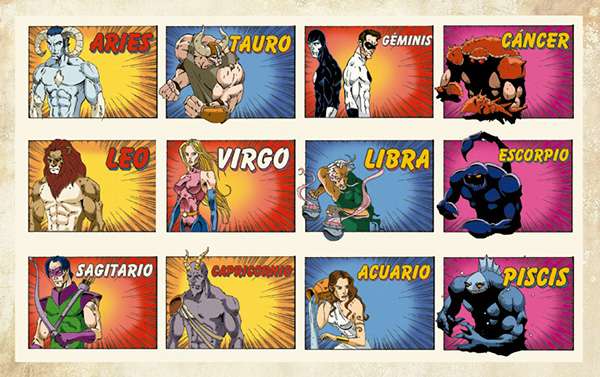 ARIES
TAURO
GÉMINIS
CÁNCER
LEO
VIRGO
LIBRA
ESCORPIO
SAGITARIO
CAPRICORNIO
ACUARIO
PISCIS